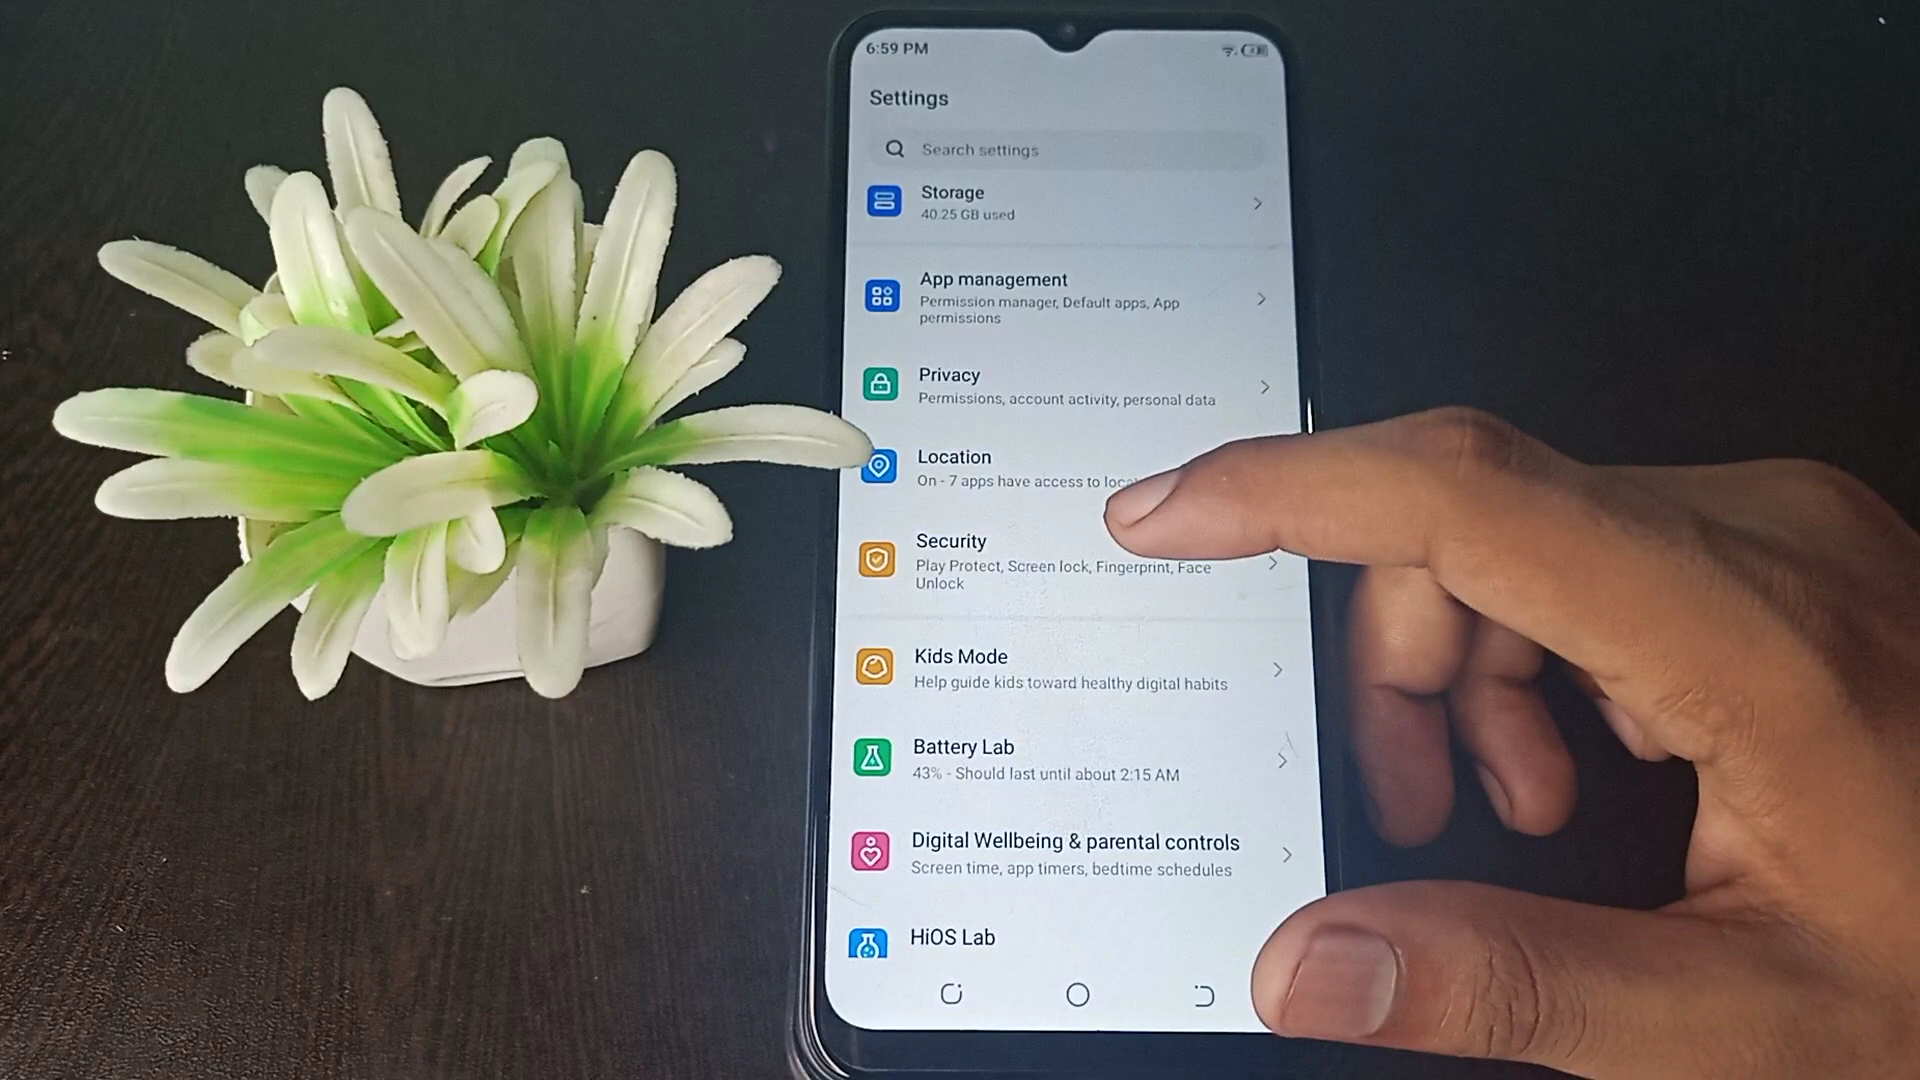 6:59 PM
Settings
Search settings
Storage
40.25 GB used
App management
Permission manager, Default apps, App
permissions
Privacy
Permissions, account activity, personal data
Location
On - 7 apps have access to
Security
Play Protect, Screen lock, Fingerprint, Face
Unlock
Kids Mode
Help guide kids toward healthy digital habits
Battery Lab
43% - Should last until about 2:15 AM
Digital Wellbeing & parental controls
Screen time, app timers, bedtime schedules
HiOS Lab